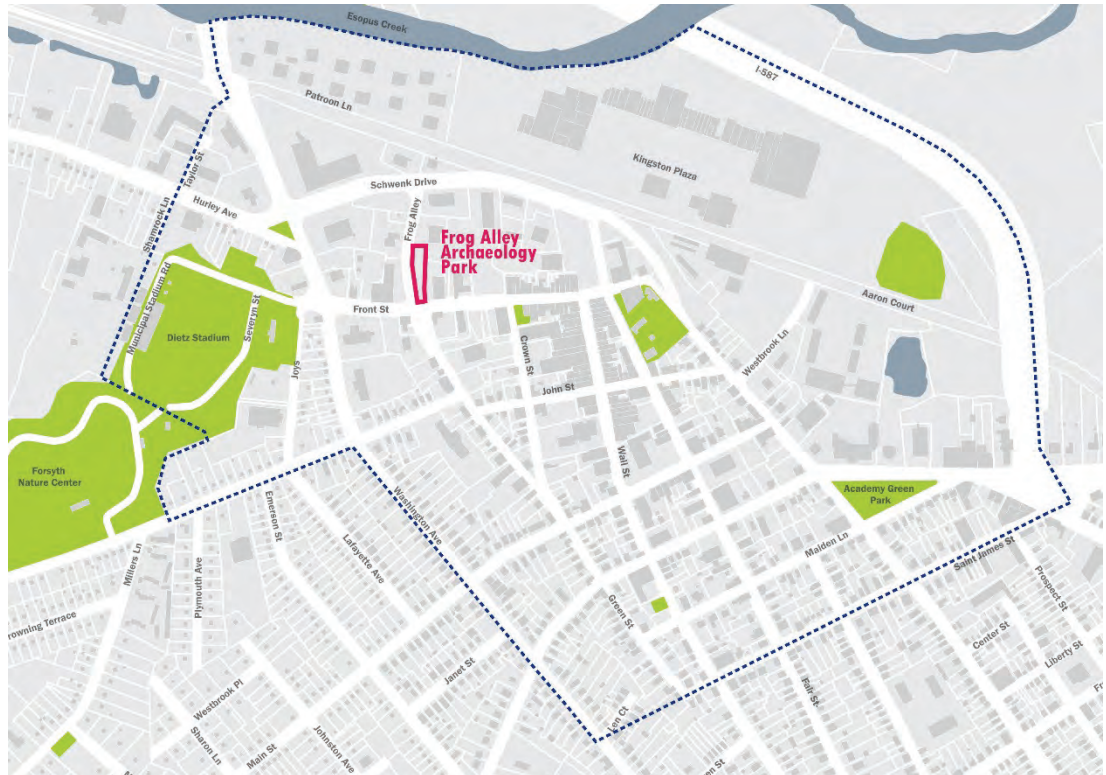 Esopus Creek
I-587
Patroon Ln
Taylor St
Kingston Plaza
Schwenk Drive
Shamrock Ln
Hurley Ave
Frog Alley
Frog Alley
Archaeology
Park
Municipal Stadium Rd
Severyn St
Front St
Aaron Court
Dietz Stadium
Crown St
Westbrook Ln
Joys
John St
Wall St
Forsyth
Nature Center
Emerson St
Washington Ave
Academy Green
Park
Lafayette Ave
Maiden Ln
Saint James St
Millers Ln
Plymouth Ave
Green St
Prospect St
rowning Terrace
Center St
Janet St
Liberty St
Westbrook Pl
Fair St
Len Ct
Sharon Ln
Main St
Johnston Ave